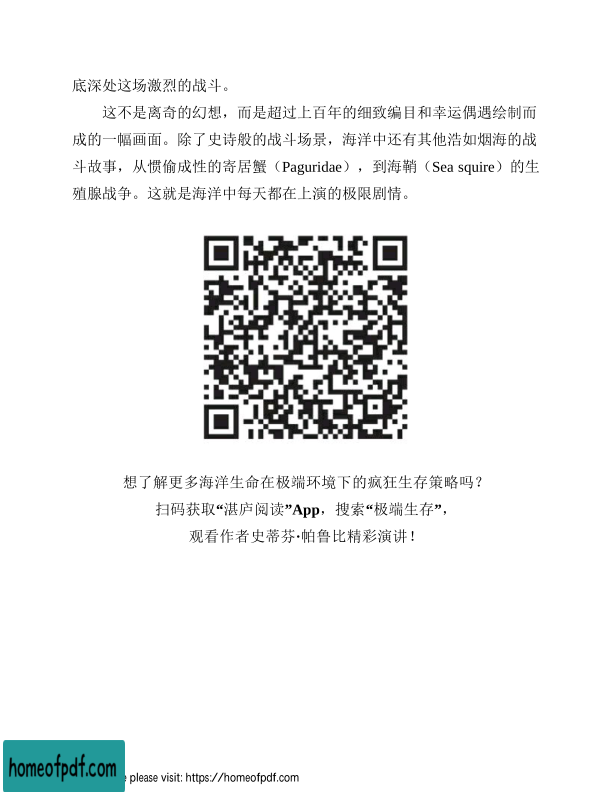 底深处这场激烈的战斗。
这不是离奇的幻想，而是超过上百年的细致编目和幸运偶遇绘制而
成的一幅画面。除了史诗般的战斗场景，海洋中还有其他浩如烟海的战
斗故事，从惯偷成性的寄居蟹（Paguridae），到海鞘（Sea squire）的生
殖腺战争。这就是海洋中每天都在上演的极限剧情。
想了解更多海洋生命在极端环境下的疯狂生存策略吗？
扫码获取“湛庐阅读”App，搜索“极端生存”，
观看作者史蒂芬·帕鲁比精彩演讲！
homeofpdf.com
e please visit: https://homeofpdf.com